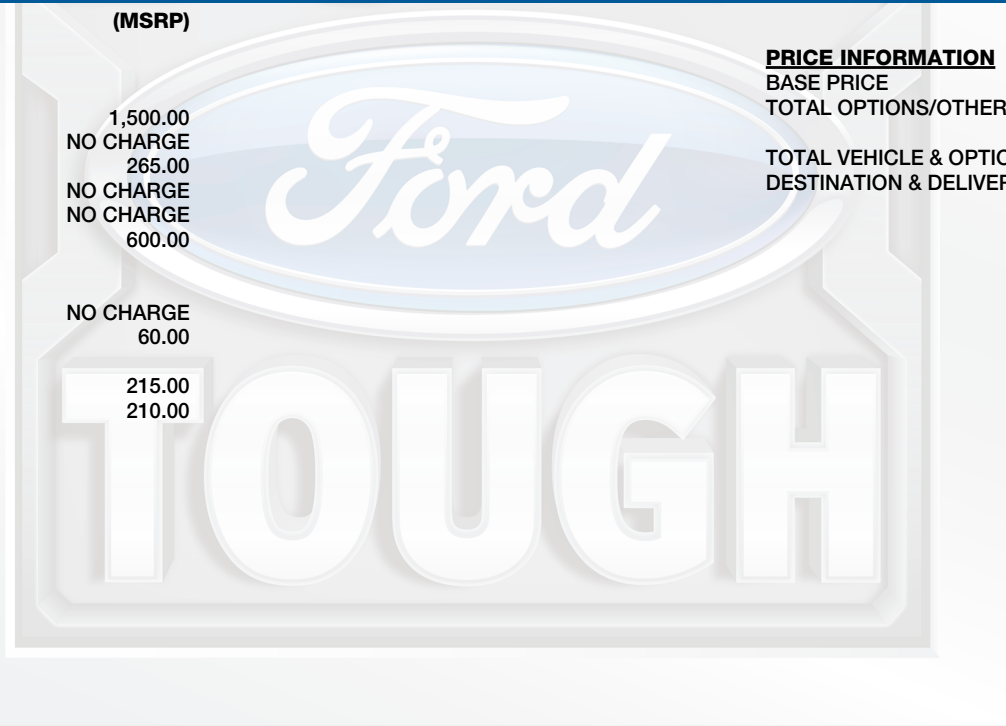 (MSRP)
1,500.00
NO CHARGE
265.00
NO CHARGE
NO CHARGE
600.00
NO CHARGE
60.00
215.00
210.00
PRICE INFORMATION
BASE PRICE
TOTAL OPTIONS/OTHER
TOTAL VEHICLE & OPTIO
DESTINATION & DELIVER
Ford
TOUGH